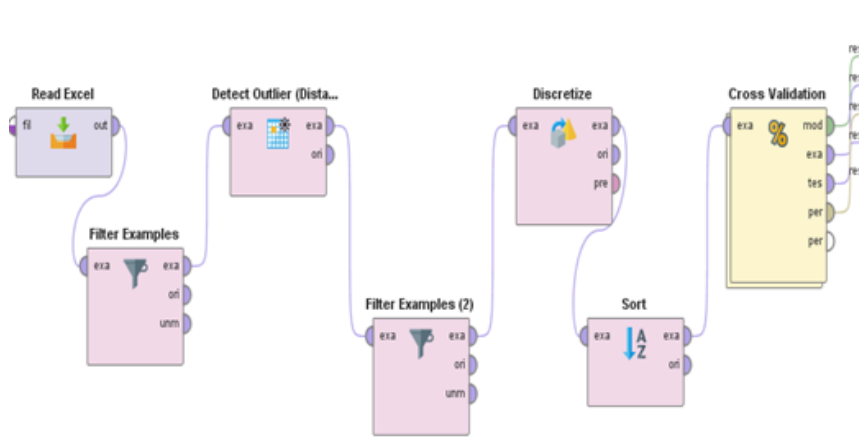 Read Excel
fil
out
Filter Examples
exa
exa
ori
unm
Detect Outlier (Dista...
exa
exa
ori
Filter Examples (2)
exa
exa
ori
unm
Discretize
exa
exa
ori
pre
Sort
exa
exa
ori
A
Z
Cross Validation
exa
mod
exa
tes
per
per
%